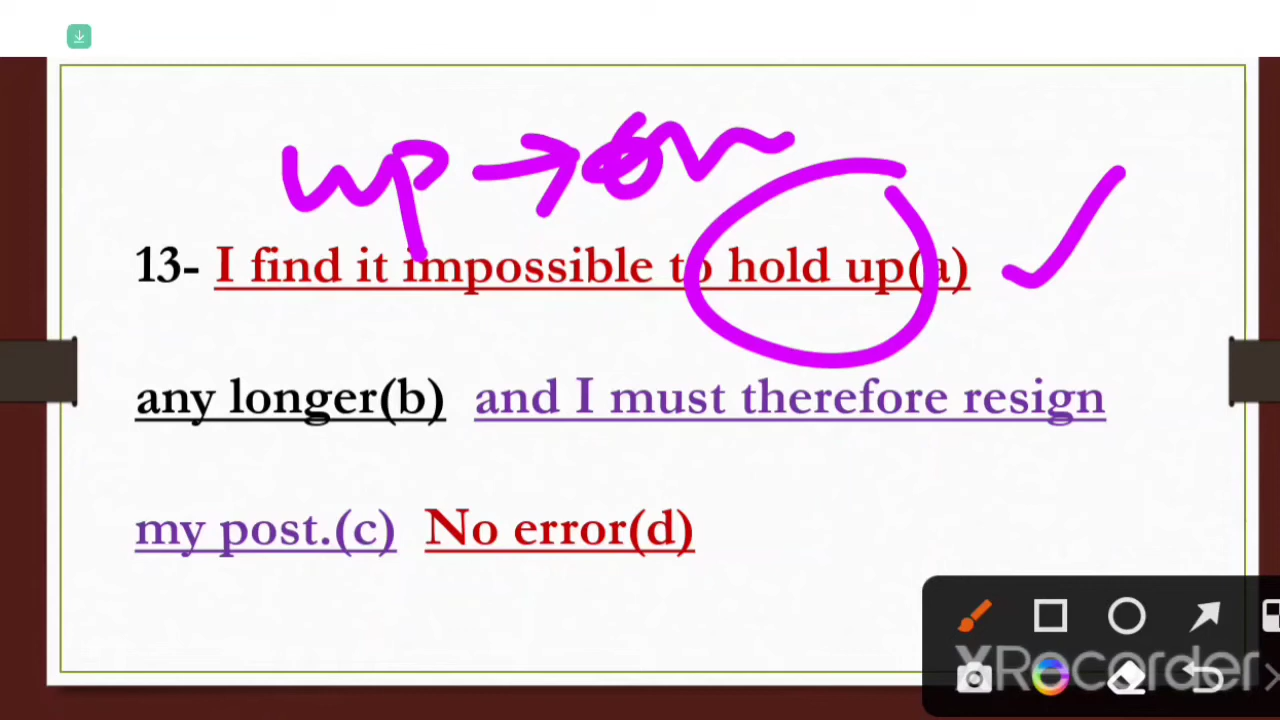 up → on
13- I find it impossible to hold up(a)
any longer(b) and I must therefore resign
my post.(c) No error(d)
XRecorder